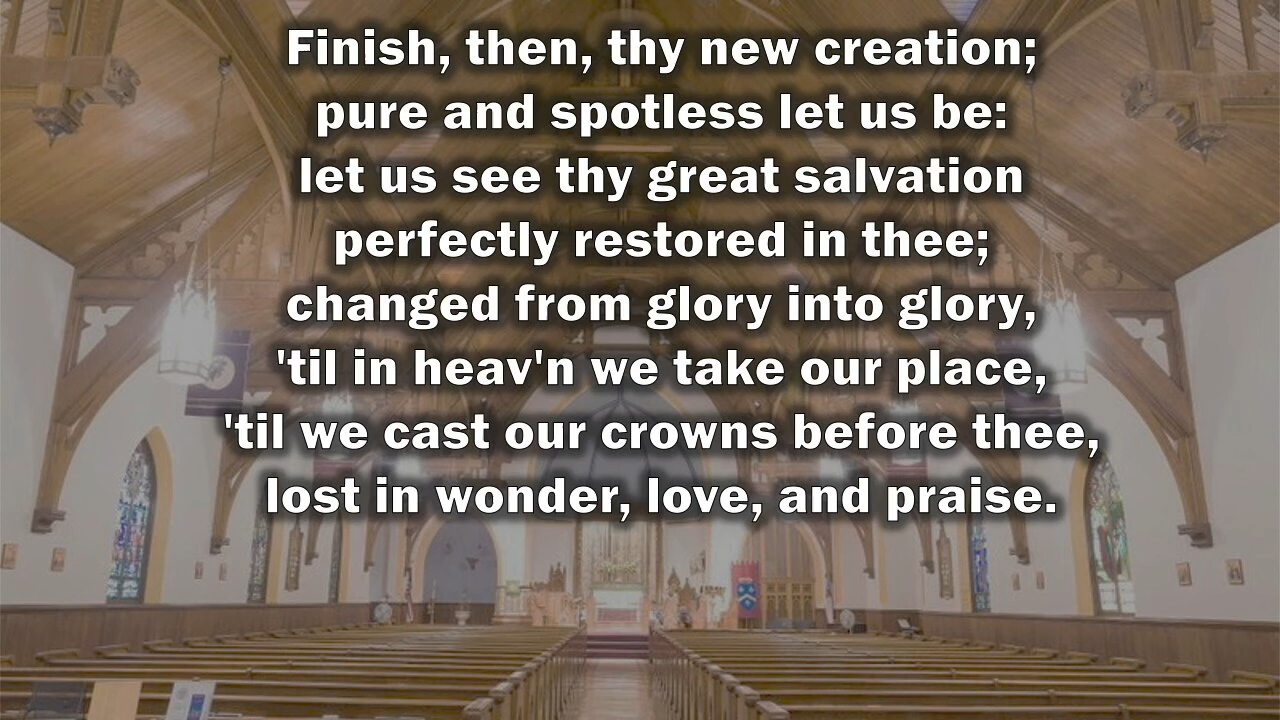 Finish, then, thy new creation;
pure and spotless let us be:
let us see thy great salvation
perfectly restored in thee;
changed from glory into glory,
'til in heav'n we take our place,
'til we cast our crowns before thee,
lost in wonder, love, and praise.